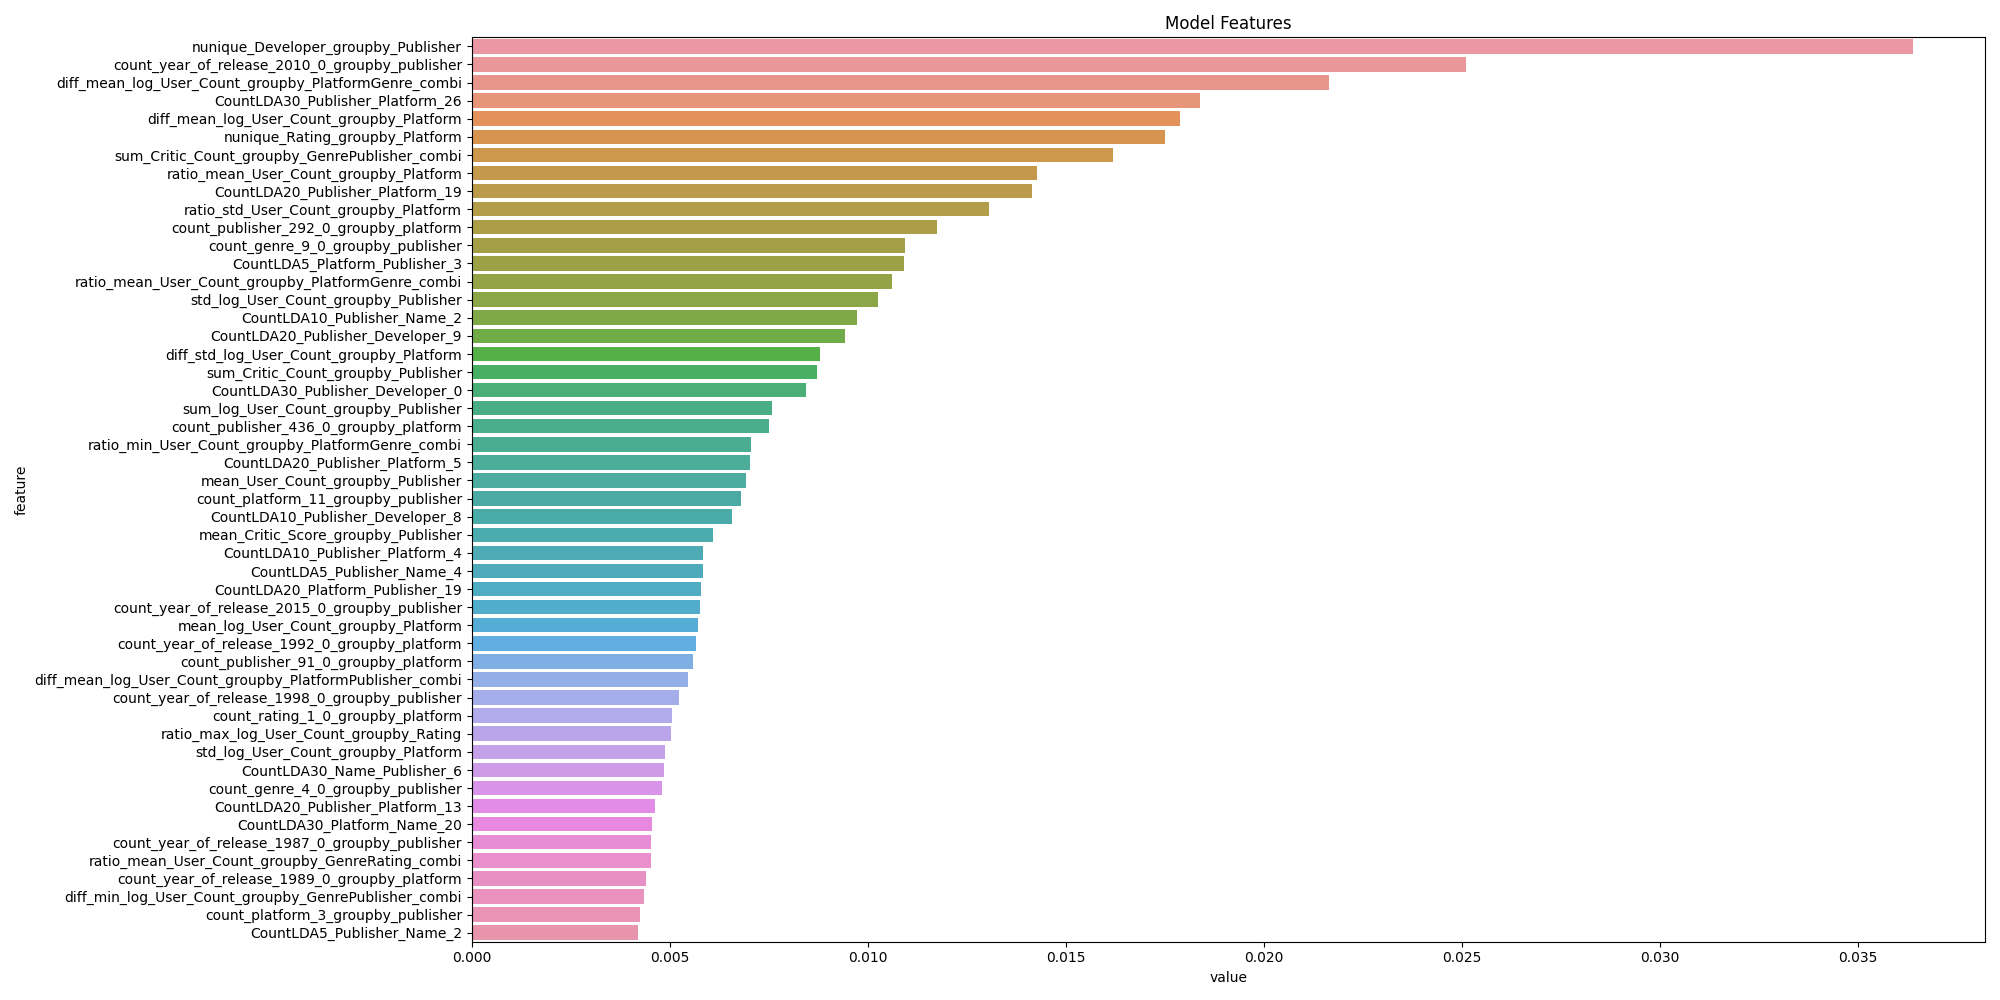 Model Features
feature
nunique_Developer_groupby_Publisher
count_year_of_release_2010_0_groupby_publisher
diff_mean_log_User_Count_groupby_PlatformGenre_combi
CountLDA30_Publisher_Platform_26
diff_mean_log_User_Count_groupby_Platform
nunique_Rating_groupby_Platform
sum_Critic_Count_groupby_GenrePublisher_combi
ratio_mean_User_Count_groupby_Platform
CountLDA20_Publisher_Platform_19
ratio_std_User_Count_groupby_Platform
count_publisher_292_0_groupby_platform
count_genre_9_0_groupby_publisher
CountLDA5_Platform_Publisher_3
ratio_mean_User_Count_groupby_PlatformGenre_combi
std_log_User_Count_groupby_Publisher
CountLDA10_Publisher_Name_2
CountLDA20_Publisher_Developer_9
diff_std_log_User_Count_groupby_Platform
sum_Critic_Count_groupby_Publisher
CountLDA30_Publisher_Developer_0
sum_log_User_Count_groupby_Publisher
count_publisher_436_0_groupby_platform
ratio_min_User_Count_groupby_PlatformGenre_combi
CountLDA20_Publisher_Platform_5
mean_User_Count_groupby_Publisher
count_platform_11_groupby_publisher
CountLDA10_Publisher_Developer_8
mean_Critic_Score_groupby_Publisher
CountLDA10_Publisher_Platform_4
CountLDA5_Publisher_Name_4
CountLDA20_Platform_Publisher_19
count_year_of_release_2015_0_groupby_publisher
mean_log_User_Count_groupby_Platform
count_year_of_release_1992_0_groupby_platform
count_publisher_91_0_groupby_platform
diff_mean_log_User_Count_groupby_PlatformPublisher_combi
count_year_of_release_1998_0_groupby_publisher
count_rating_1_0_groupby_platform
ratio_max_log_User_Count_groupby_Rating
std_log_User_Count_groupby_Platform
CountLDA30_Name_Publisher_6
count_genre_4_0_groupby_publisher
CountLDA20_Publisher_Platform_13
CountLDA30_Platform_Name_20
count_year_of_release_1987_0_groupby_publisher
ratio_mean_User_Count_groupby_GenreRating_combi
count_year_of_release_1989_0_groupby_platform
diff_min_log_User_Count_groupby_GenrePublisher_combi
count_platform_3_groupby_publisher
CountLDA5_Publisher_Name_2
0.000 0.005 0.010 0.015 0.020 0.025 0.030 0.035
value